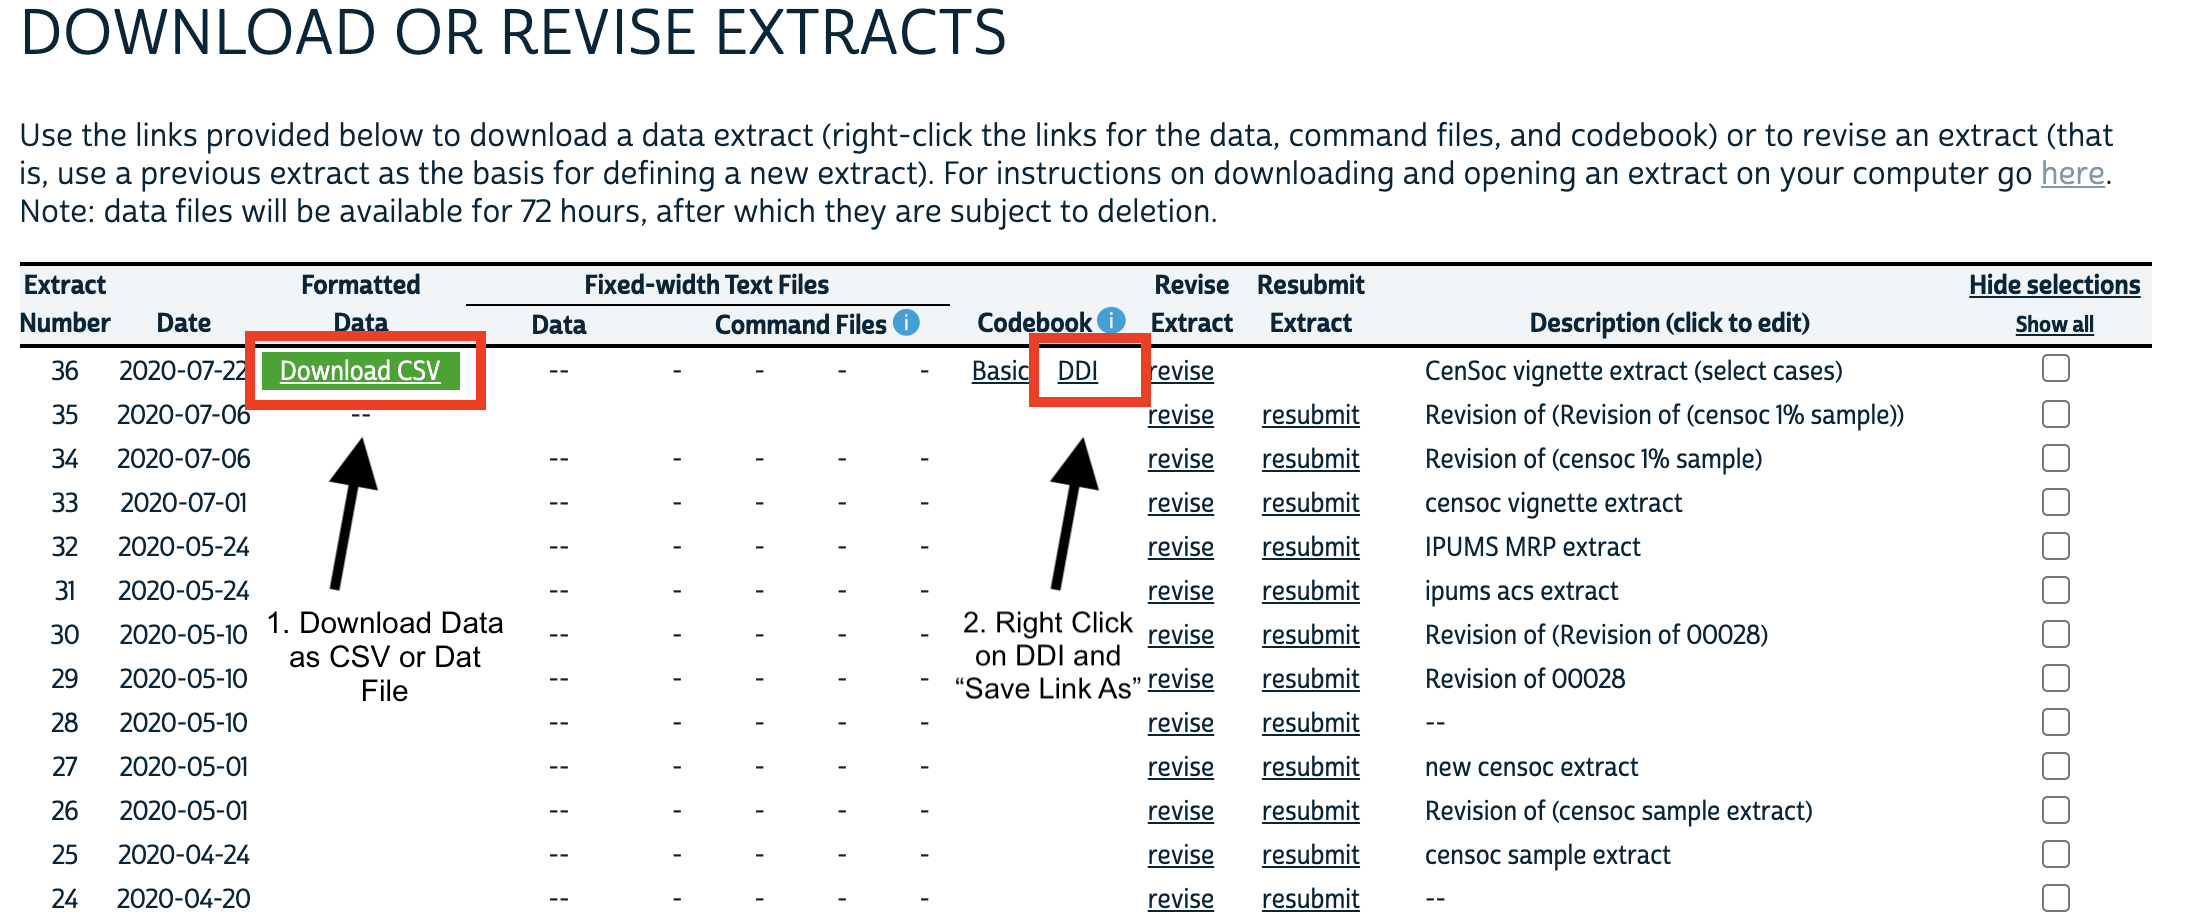 DOWNLOAD OR REVISE EXTRACTS
Use the links provided below to download a data extract (right-click the links for the data, command files, and codebook) or to revise an extract (that
is, use a previous extract as the basis for defining a new extract). For instructions on downloading and opening an extract on your computer go here.
Note: data files will be available for 72 hours, after which they are subject to deletion.
Extract Formatted Fixed-width Text Files Revise Resubmit Hide selections
Number Date Data Data Command Files i Codebook i Extract Extract Description (click to edit) Show all
36 2020-07-22 Download CSV -- - - - - Basic DDI revise CenSoc vignette extract (select cases)
35 2020-07-06 -- revise resubmit Revision of (Revision of (censoc 1% sample))
34 2020-07-06 -- - - - - revise resubmit Revision of (censoc 1% sample)
33 2020-07-01 -- - - - - revise resubmit censoc vignette extract
32 2020-05-24 -- - - - - revise resubmit IPUMS MRP extract
31 2020-05-24 -- - - - - revise resubmit ipums acs extract
30 2020-05-10 -- - - - - revise resubmit Revision of (Revision of 00028)
29 2020-05-10 -- - - - - revise resubmit Revision of 00028
28 2020-05-10 -- - - - - revise resubmit --
27 2020-05-01 -- - - - - revise resubmit new censoc extract
26 2020-05-01 -- - - - - revise resubmit Revision of (censoc sample extract)
25 2020-04-24 -- - - - - revise resubmit censoc sample extract
24 2020-04-20 -- - - - - revise resubmit --
1. Download Data
as CSV or Dat
File
2. Right Click
on DDI and
“Save Link As”